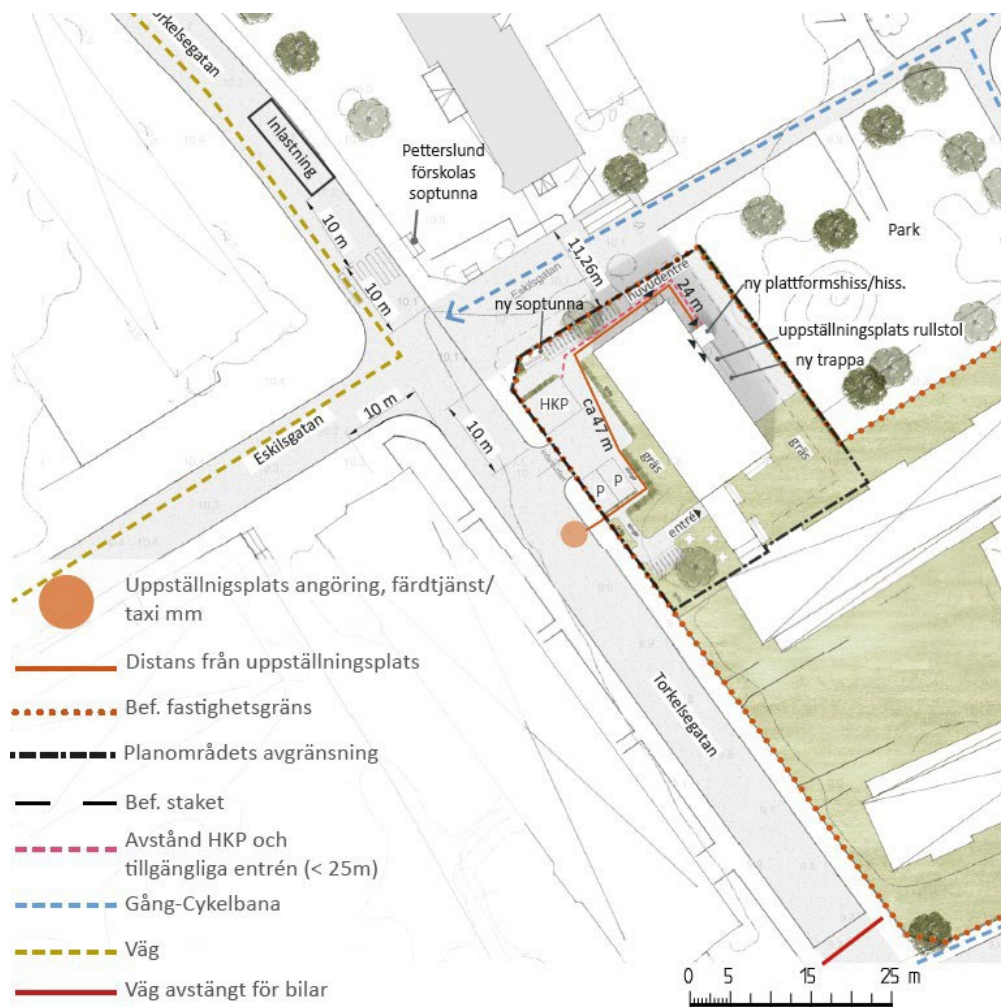 Torkelsegatan
Inlastning
Petterslund
förskolas
soptunna
10 m
10 m
11,26m
Park
Eskilsgatan
huvudentre
24 m
ny plattformshiss/hiss.
ny soptunna
uppställningsplats rullstol
ny trappa
HKP
ca 47 m
10 m
10 m
Eskilsgatan
gräs
gräs
P
P
entré
Torkelsegatan
Uppställnigsplats angöring, färdtjänst/
taxi mm
Distans från uppställningsplats
Bef. fastighetsgräns
Planområdets avgränsning
Bef. staket
Avstånd HKP och
tillgängliga entrén (< 25m)
Gång-Cykelbana
Väg
Väg avstängt för bilar
0 5 15 25 m